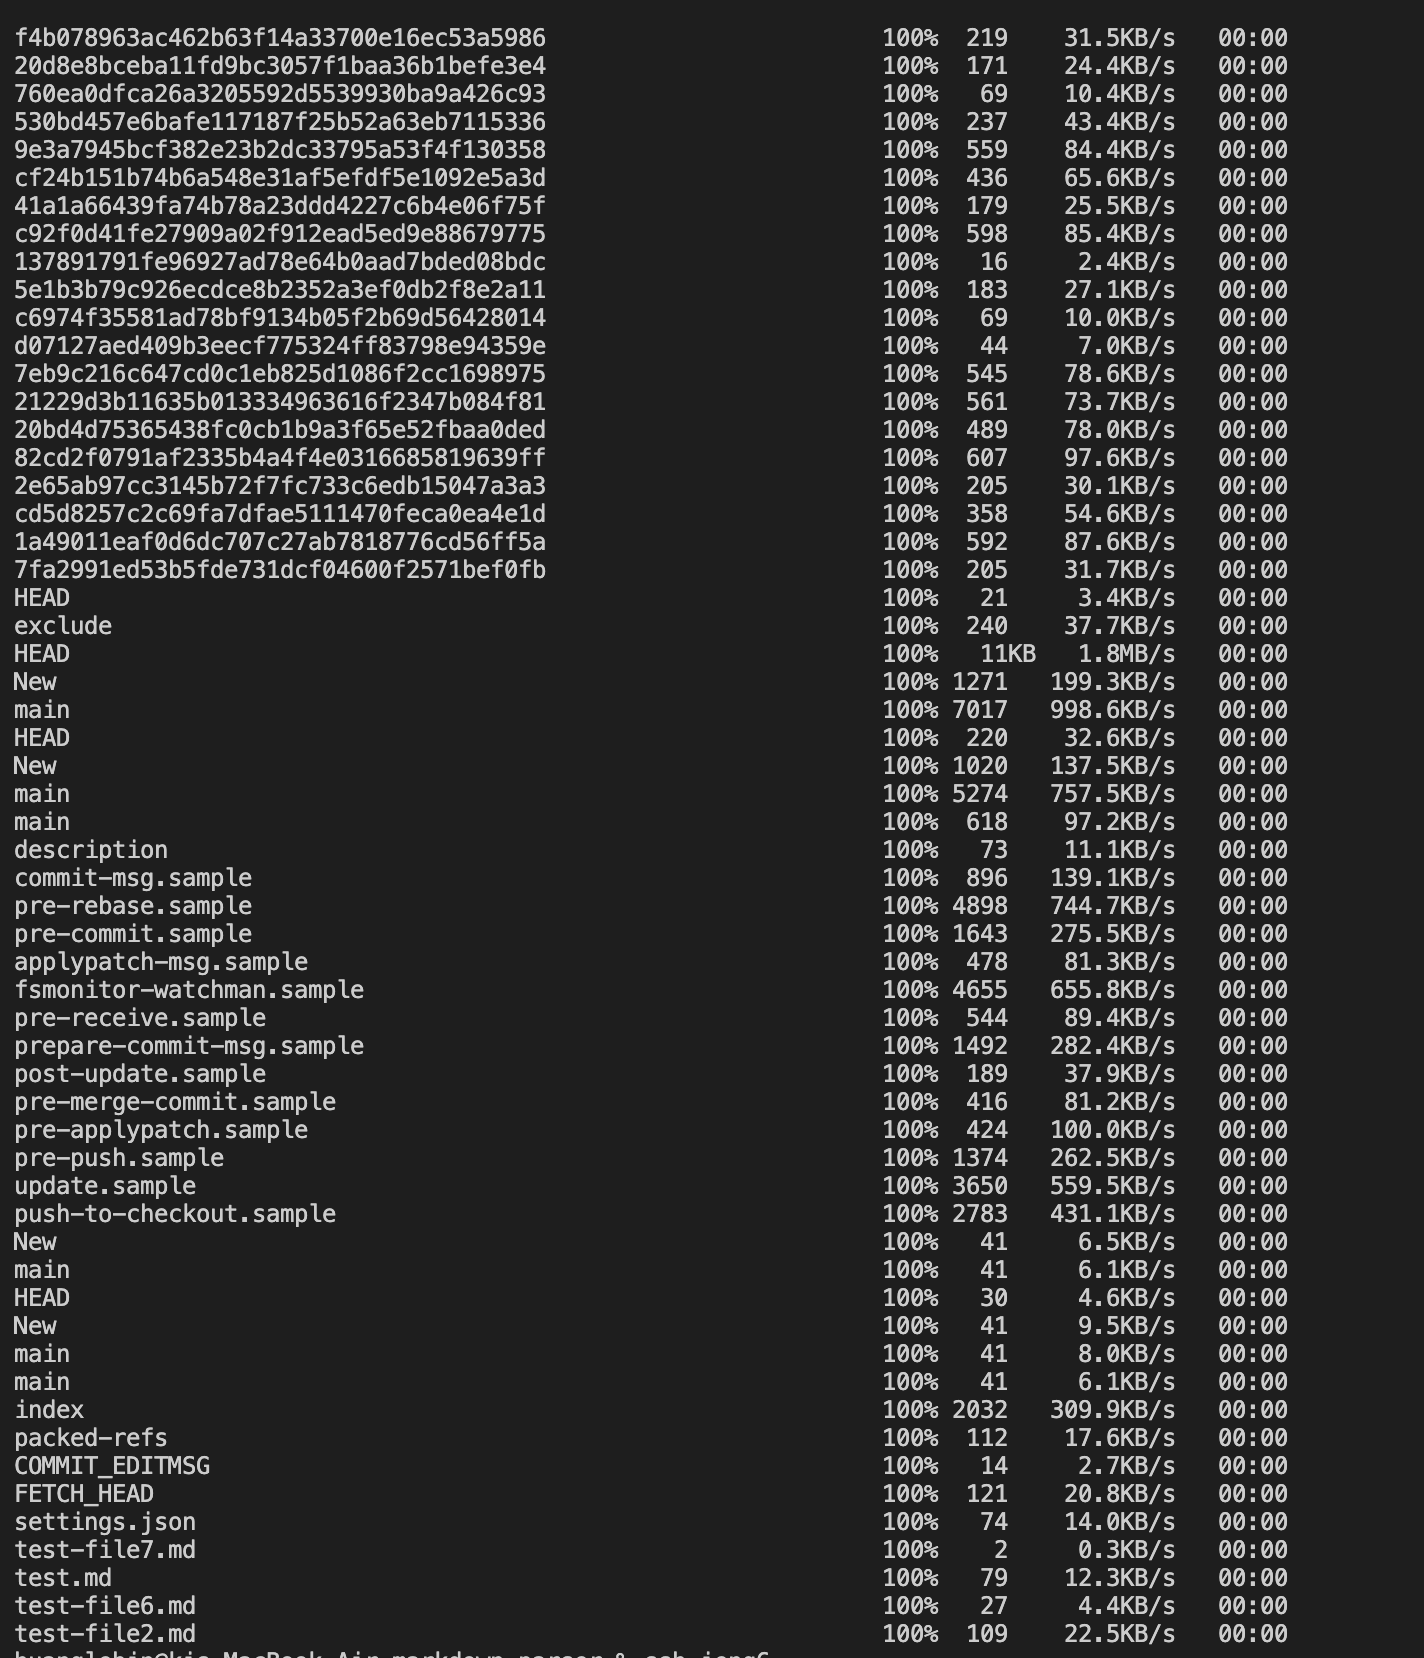 f4b078963ac462b63f14a33700e16ec53a5986 100% 219 31.5KB/s 00:00
20d8e8bceba11fd9bc3057f1baa36b1befe3e4 100% 171 24.4KB/s 00:00
760ea0dfca26a3205592d5539930ba9a426c93 100% 69 10.4KB/s 00:00
530bd457e6bafe117187f25b52a63eb7115336 100% 237 43.4KB/s 00:00
9e3a7945bcf382e23b2dc33795a53f4f130358 100% 559 84.4KB/s 00:00
cf24b151b74b6a548e31af5efdf5e1092e5a3d 100% 436 65.6KB/s 00:00
41a1a66439fa74b78a23ddd4227c6b4e06f75f 100% 179 25.5KB/s 00:00
c92f0d41fe27909a02f912ead5ed9e88679775 100% 598 85.4KB/s 00:00
137891791fe96927ad78e64b0aad7bded08bdc 100% 16 2.4KB/s 00:00
5e1b3b79c926ecdce8b2352a3ef0db2f8e2a11 100% 183 27.1KB/s 00:00
c6974f35581ad78bf9134b05f2b69d56428014 100% 69 10.0KB/s 00:00
d07127aed409b3eecf775324ff83798e94359e 100% 44 7.0KB/s 00:00
7eb9c216c647cd0c1eb825d1086f2cc1698975 100% 545 78.6KB/s 00:00
21229d3b11635b013334963616f2347b084f81 100% 561 73.7KB/s 00:00
20bd4d75365438fc0cb1b9a3f65e52fbaa0ded 100% 489 78.0KB/s 00:00
82cd2f0791af2335b4a4f4e0316685819639ff 100% 607 97.6KB/s 00:00
2e65ab97cc3145b72f7fc733c6edb15047a3a3 100% 205 30.1KB/s 00:00
cd5d8257c2c69fa7dfae5111470feca0ea4e1d 100% 358 54.6KB/s 00:00
1a49011eaf0d6dc707c27ab7818776cd56ff5a 100% 592 87.6KB/s 00:00
7fa2991ed53b5fde731dcf04600f2571bef0fb 100% 205 31.7KB/s 00:00
HEAD 100% 21 3.4KB/s 00:00
exclude 100% 240 37.7KB/s 00:00
HEAD 100% 11KB 1.8MB/s 00:00
New 100% 1271 199.3KB/s 00:00
main 100% 7017 998.6KB/s 00:00
HEAD 100% 220 32.6KB/s 00:00
New 100% 1020 137.5KB/s 00:00
main 100% 5274 757.5KB/s 00:00
main 100% 618 97.2KB/s 00:00
description 100% 73 11.1KB/s 00:00
commit-msg.sample 100% 896 139.1KB/s 00:00
pre-rebase.sample 100% 4898 744.7KB/s 00:00
pre-commit.sample 100% 1643 275.5KB/s 00:00
applypatch-msg.sample 100% 478 81.3KB/s 00:00
fsmonitor-watchman.sample 100% 4655 655.8KB/s 00:00
pre-receive.sample 100% 544 89.4KB/s 00:00
prepare-commit-msg.sample 100% 1492 282.4KB/s 00:00
post-update.sample 100% 189 37.9KB/s 00:00
pre-merge-commit.sample 100% 416 81.2KB/s 00:00
pre-applypatch.sample 100% 424 100.0KB/s 00:00
pre-push.sample 100% 1374 262.5KB/s 00:00
update.sample 100% 3650 559.5KB/s 00:00
push-to-checkout.sample 100% 2783 431.1KB/s 00:00
New 100% 41 6.5KB/s 00:00
main 100% 41 6.1KB/s 00:00
HEAD 100% 30 4.6KB/s 00:00
New 100% 41 9.5KB/s 00:00
main 100% 41 8.0KB/s 00:00
main 100% 41 6.1KB/s 00:00
index 100% 2032 309.9KB/s 00:00
packed-refs 100% 112 17.6KB/s 00:00
COMMIT_EDITMSG 100% 14 2.7KB/s 00:00
FETCH_HEAD 100% 121 20.8KB/s 00:00
settings.json 100% 74 14.0KB/s 00:00
test-file7.md 100% 2 0.3KB/s 00:00
test.md 100% 79 12.3KB/s 00:00
test-file6.md 100% 27 4.4KB/s 00:00
test-file2.md 100% 109 22.5KB/s 00:00